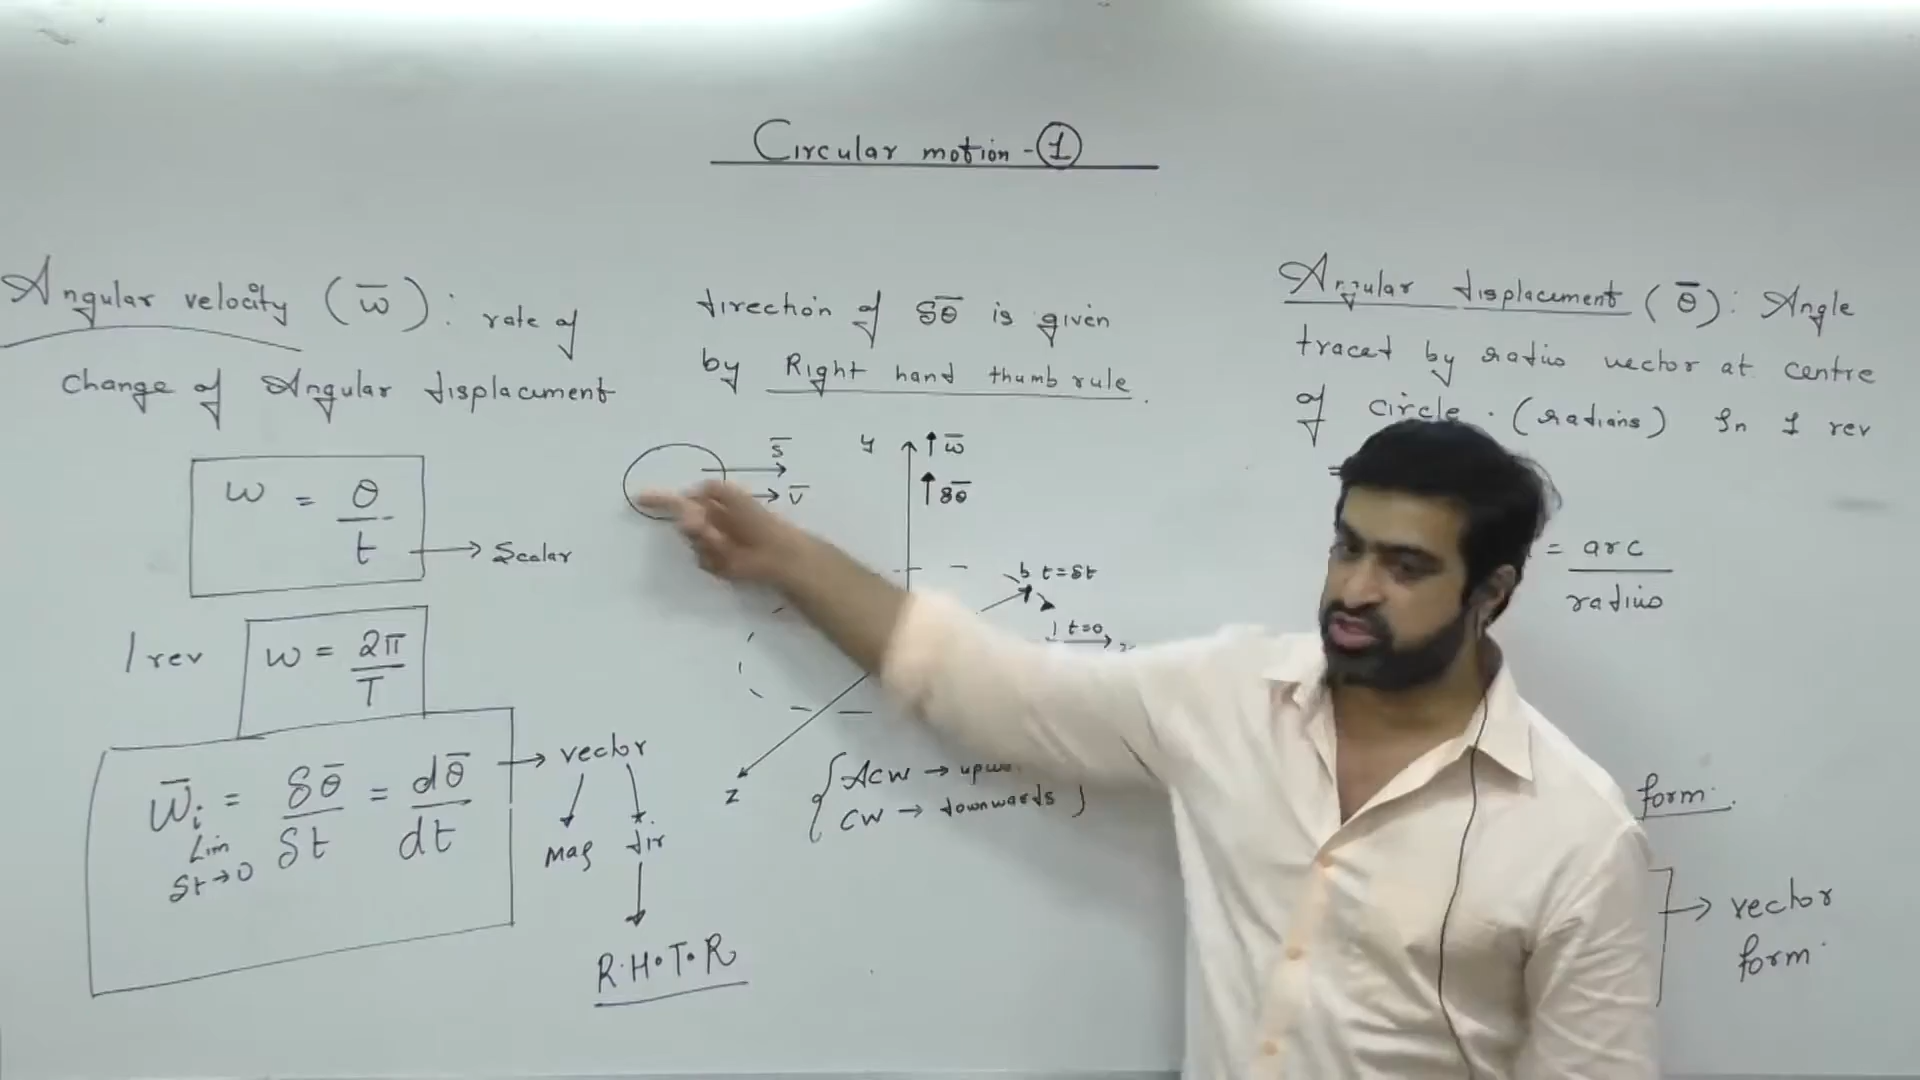 Circular motion - 1
Angular velocity (ω̄) : rate of
change of Angular displacement
ω = θ / t → Scalar
1 rev ω = 2π / T
ω̄i = δθ̄ / δt = dθ̄ / dt → vector
Lim
δt→0
mag dir
R.H.T.R
direction of δθ̄ is given
by Right hand thumb rule.
s̄
v̄
y ω̄
δθ̄
b t=δt
t=0
z
{ ACW →
CW → downwards }
Angular displacement (θ̄) : Angle
traced by radius vector at centre
of circle. (radians) In 1 rev
=
= arc / radius
form.
→ vector
form.